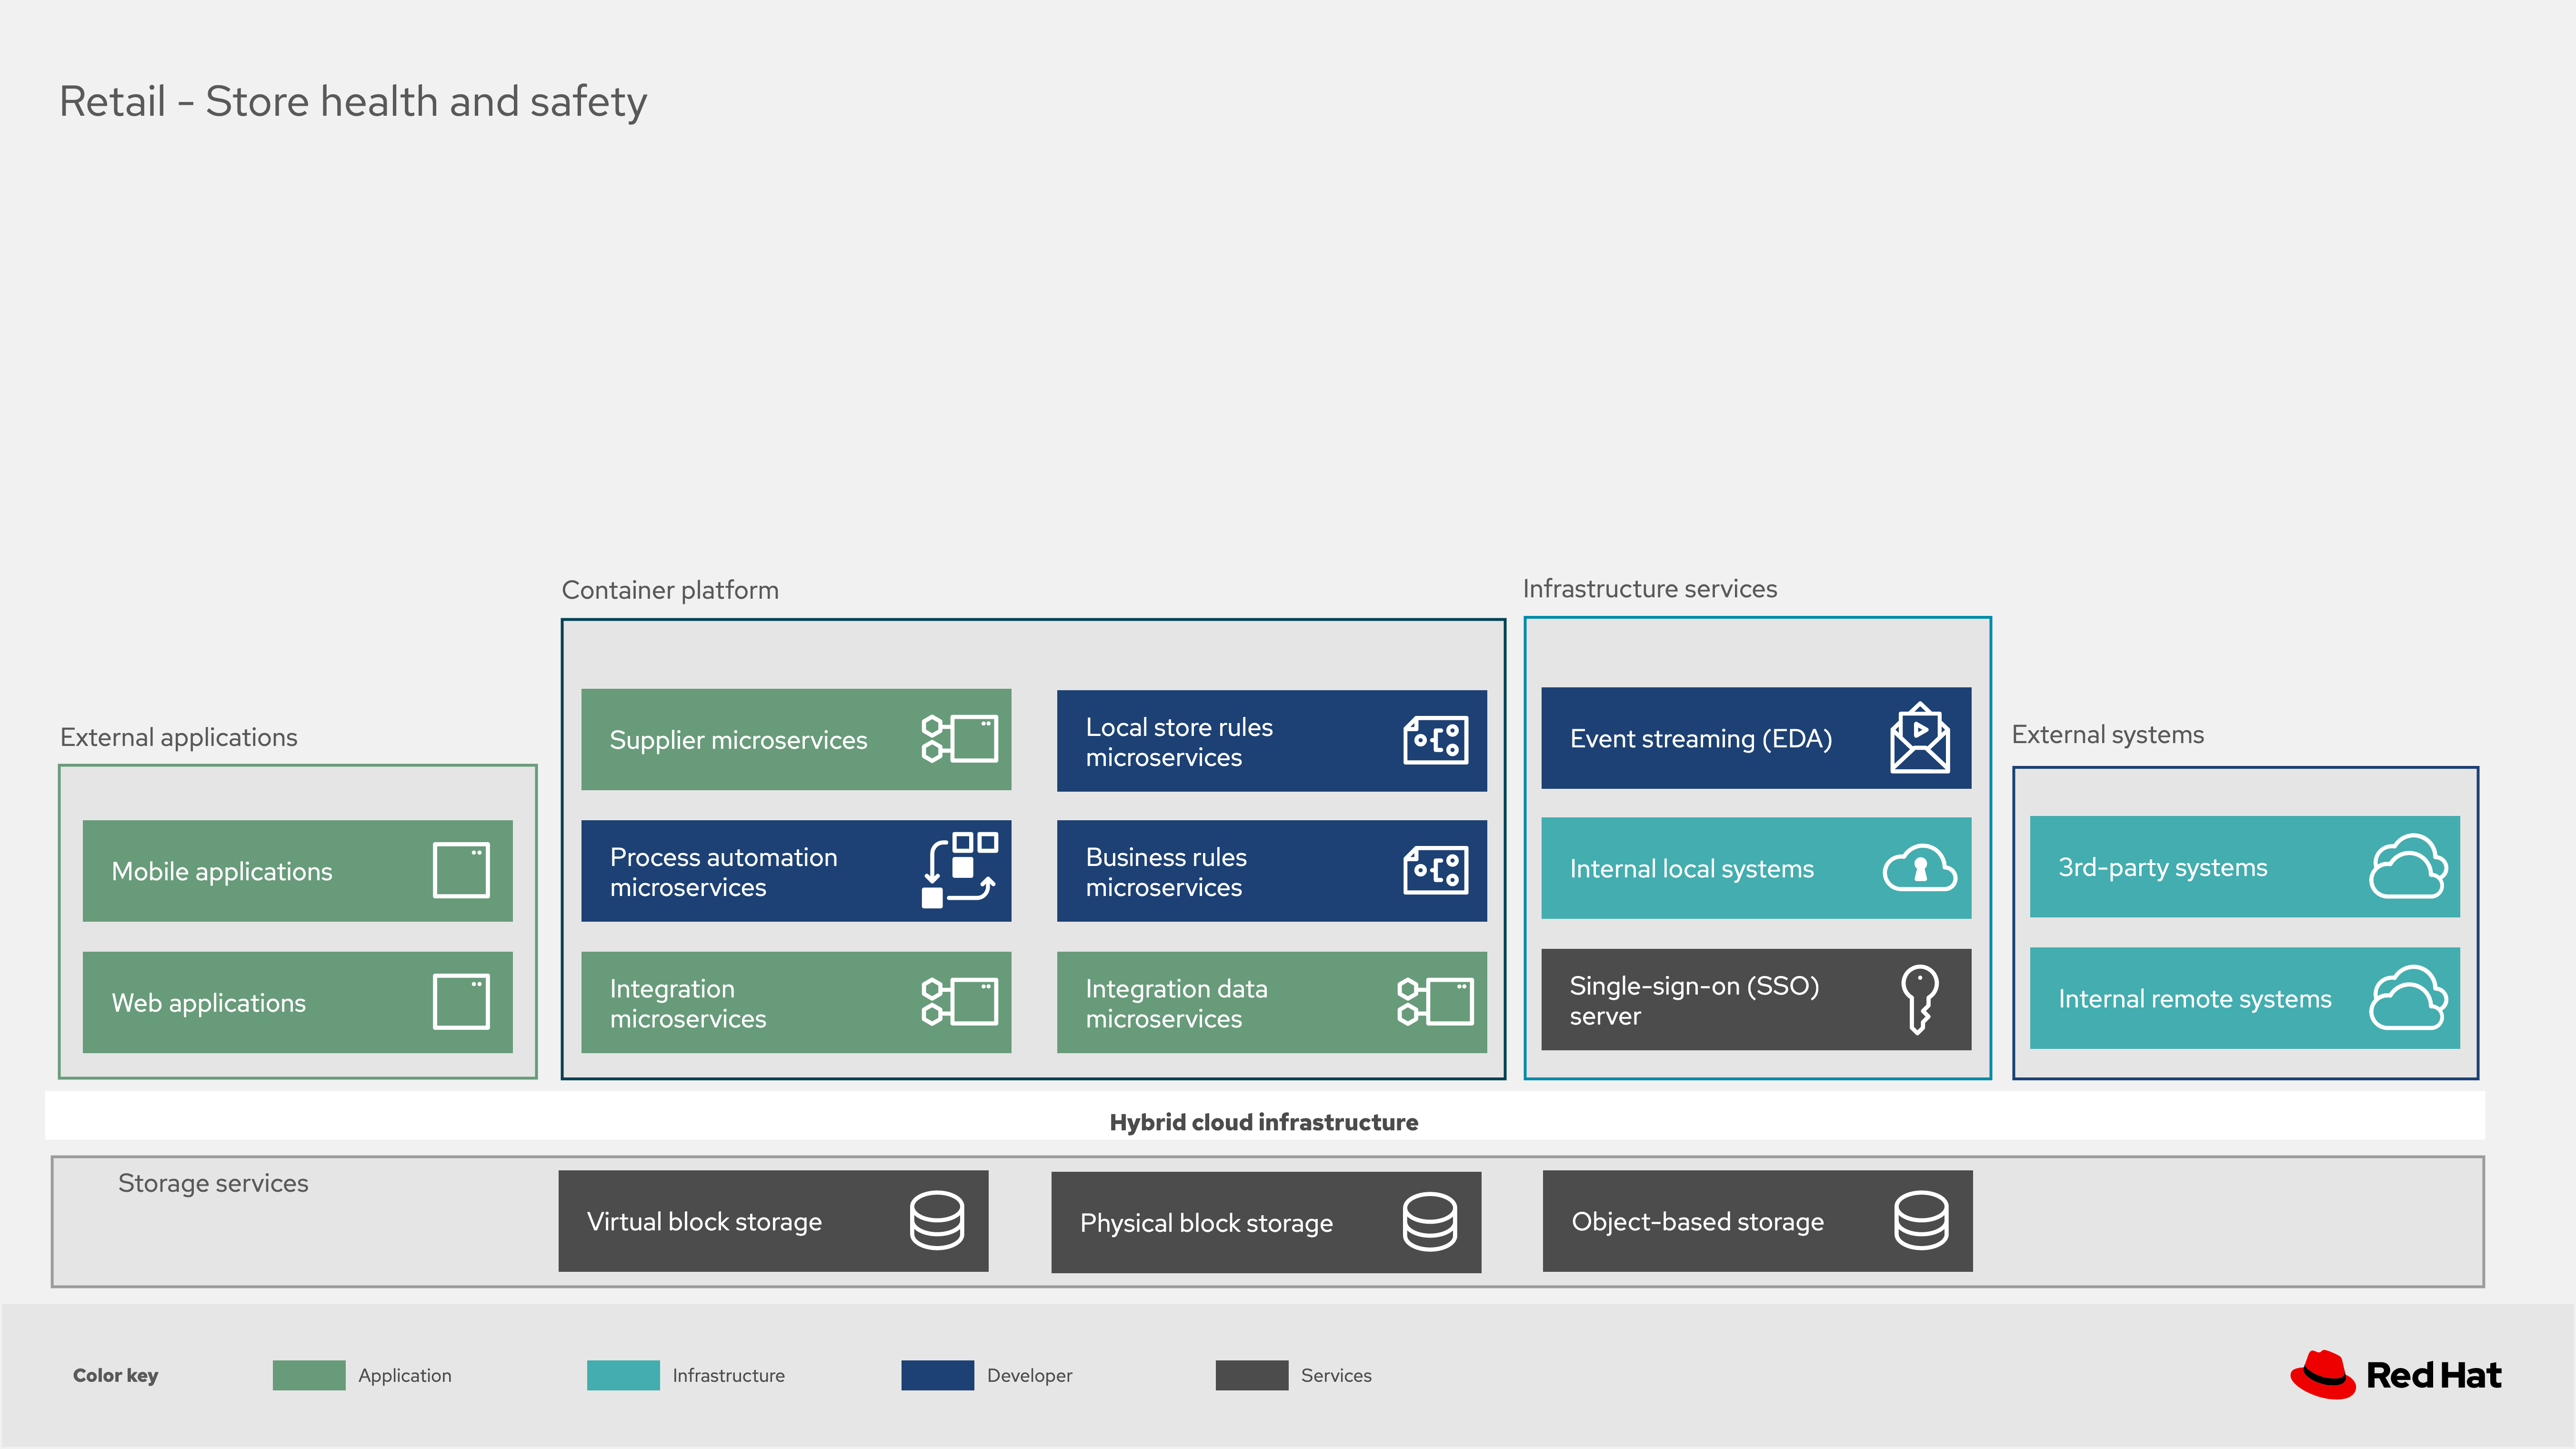 Retail - Store health and safety
External applications
Mobile applications
Web applications
Container platform
Supplier microservices
Local store rules
microservices
Process automation
microservices
Business rules
microservices
Integration
microservices
Integration data
microservices
Infrastructure services
Event streaming (EDA)
Internal local systems
Single-sign-on (SSO)
server
External systems
3rd-party systems
Internal remote systems
Hybrid cloud infrastructure
Storage services
Virtual block storage
Physical block storage
Object-based storage
Color key
Application
Infrastructure
Developer
Services
Red Hat